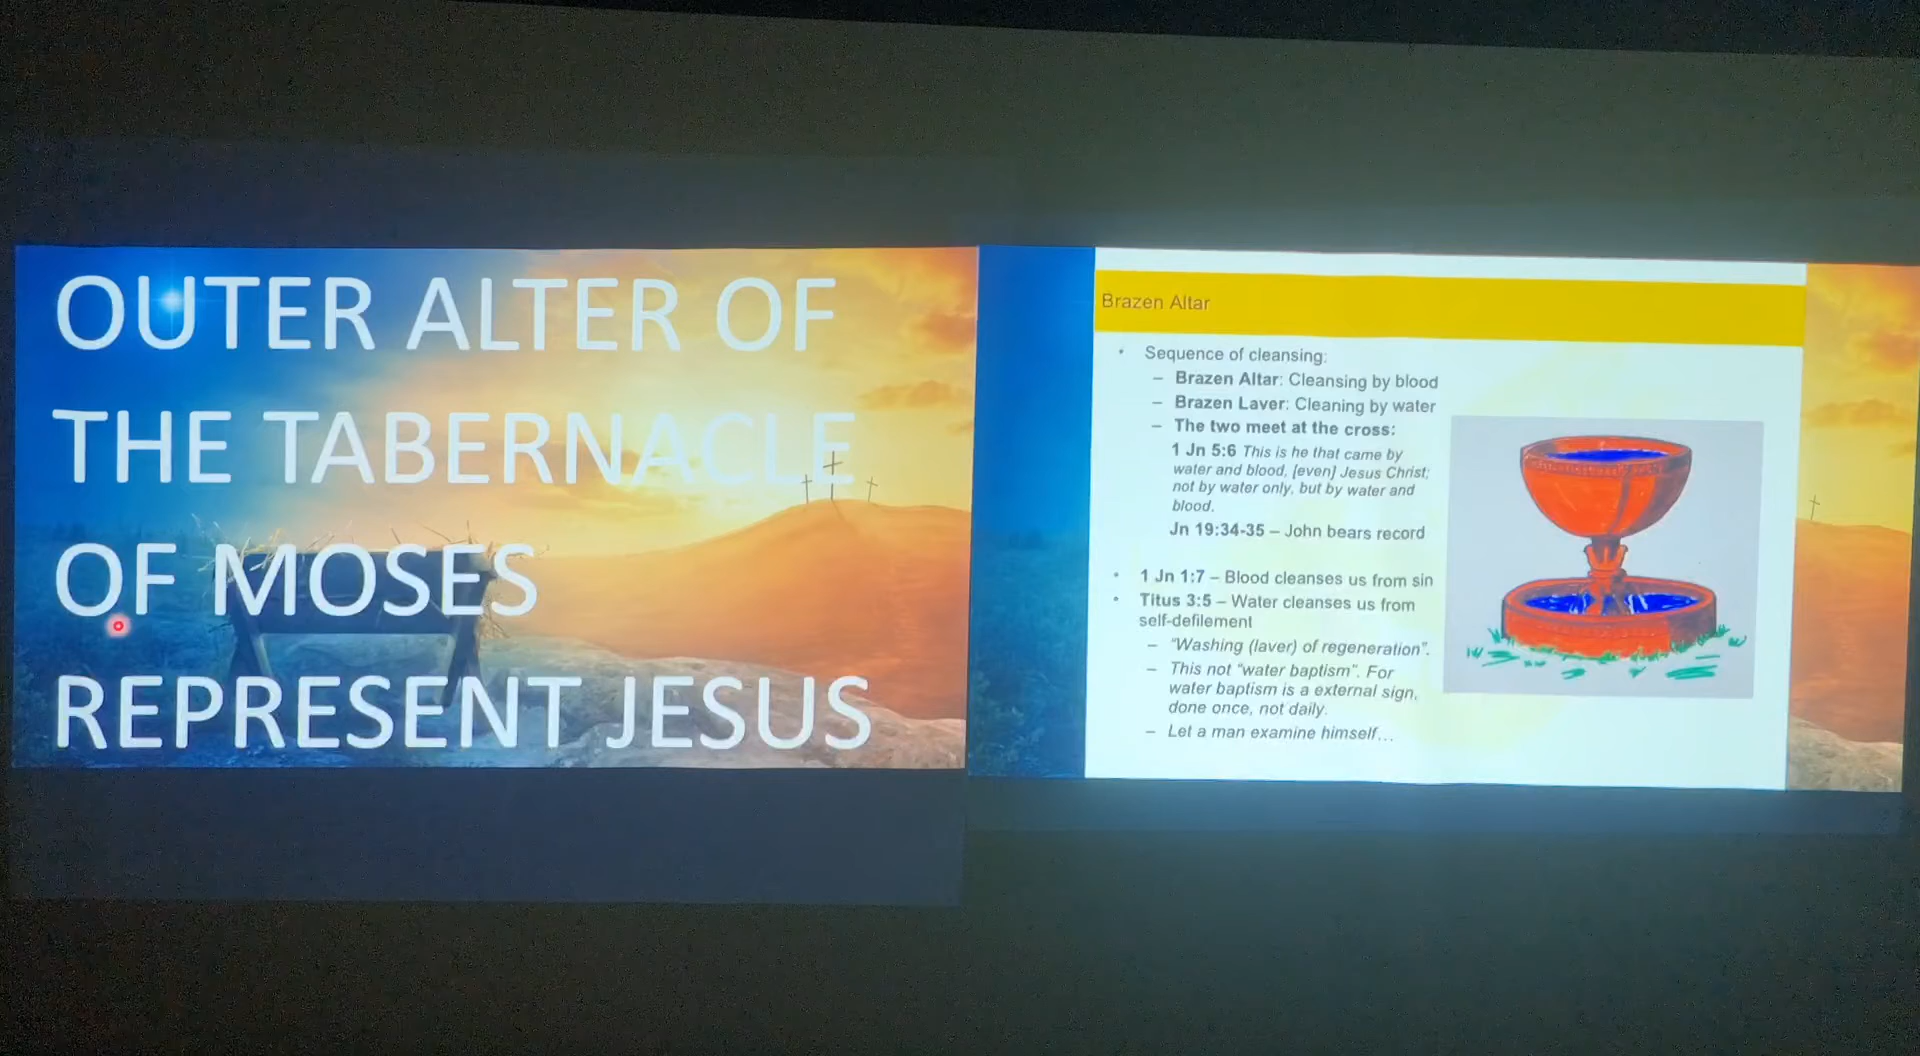 OUTER ALTER OF
THE TABERNACLE
OF MOSES
REPRESENT JESUS
Brazen Altar
• Sequence of cleansing:
– Brazen Altar: Cleansing by blood
– Brazen Laver: Cleaning by water
– The two meet at the cross:
1 Jn 5:6 This is he that came by
water and blood, [even] Jesus Christ;
not by water only, but by water and
blood.
Jn 19:34-35 – John bears record
• 1 Jn 1:7 – Blood cleanses us from sin
• Titus 3:5 – Water cleanses us from
self-defilement
– "Washing (laver) of regeneration".
– This not "water baptism". For
water baptism is a external sign,
done once, not daily.
– Let a man examine himself…